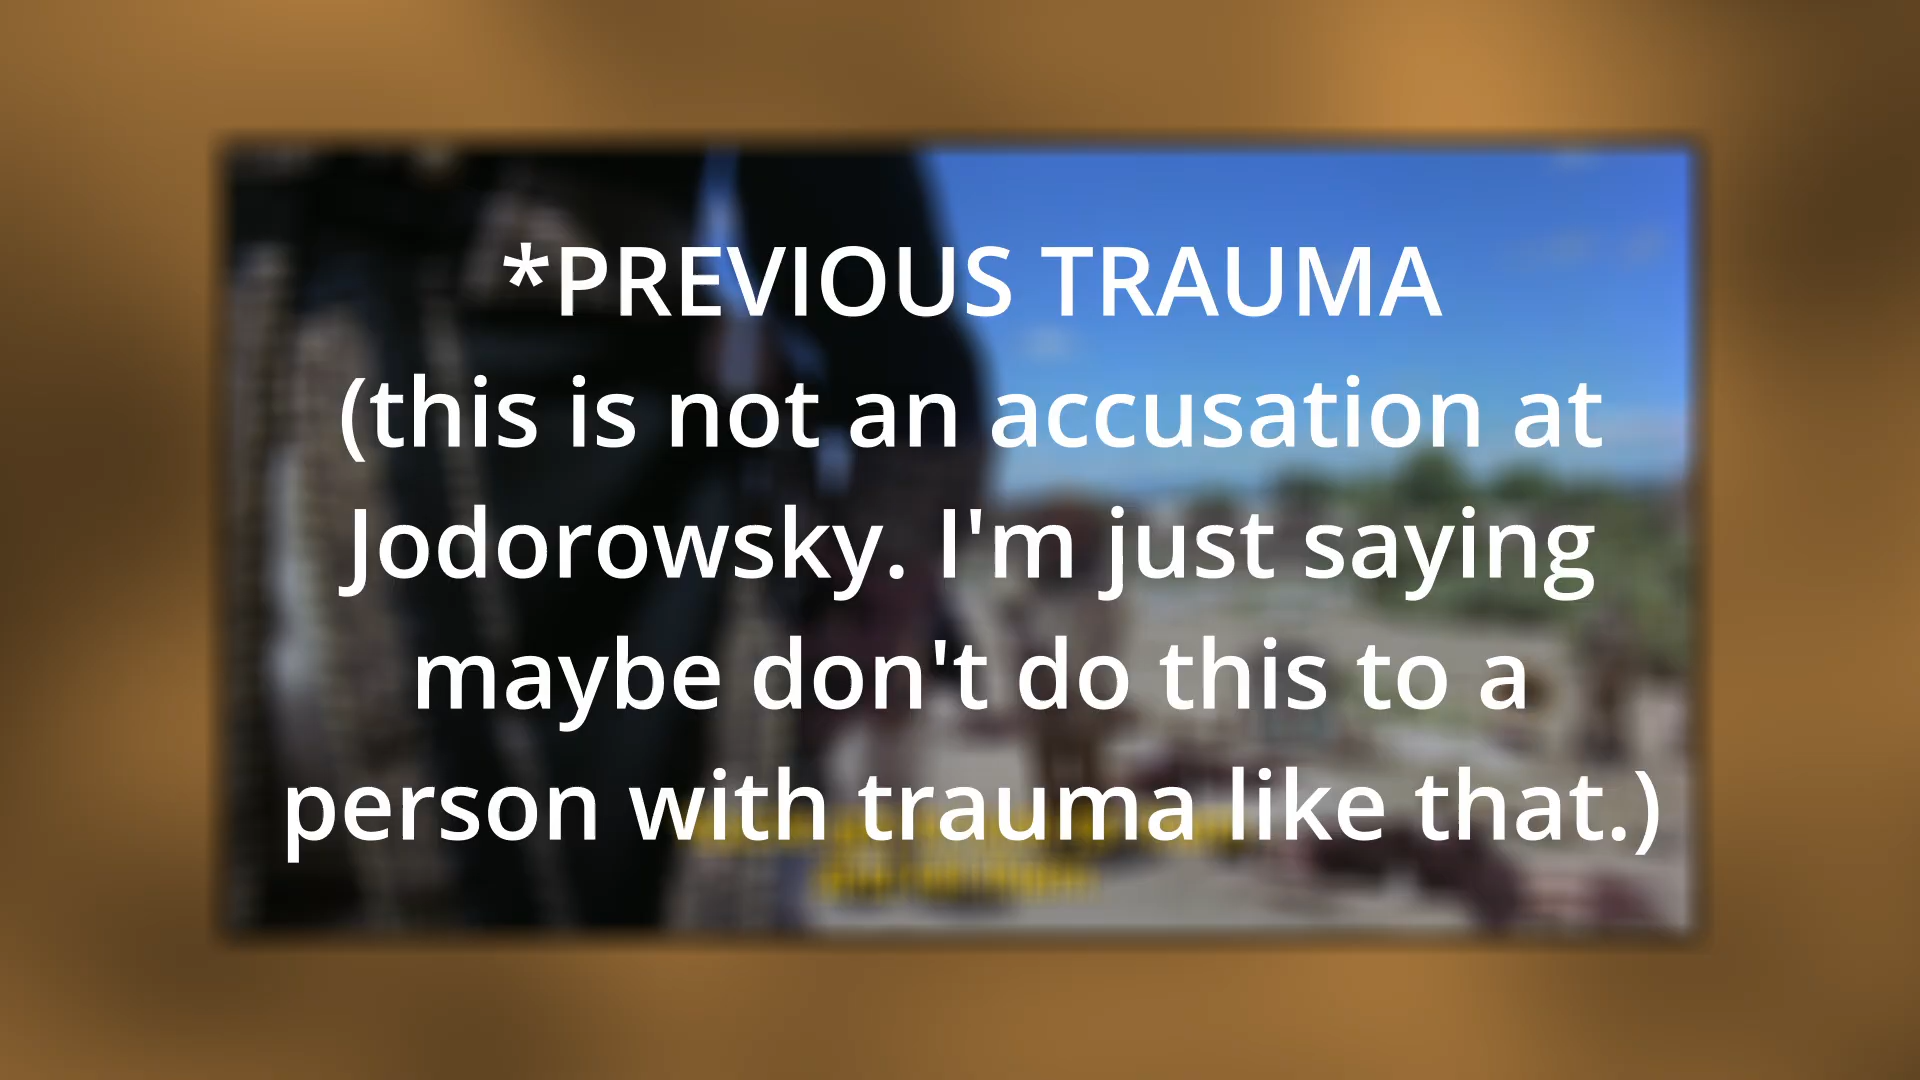 *PREVIOUS TRAUMA
(this is not an accusation at
Jodorowsky. I'm just saying
maybe don't do this to a
person with trauma like that.)